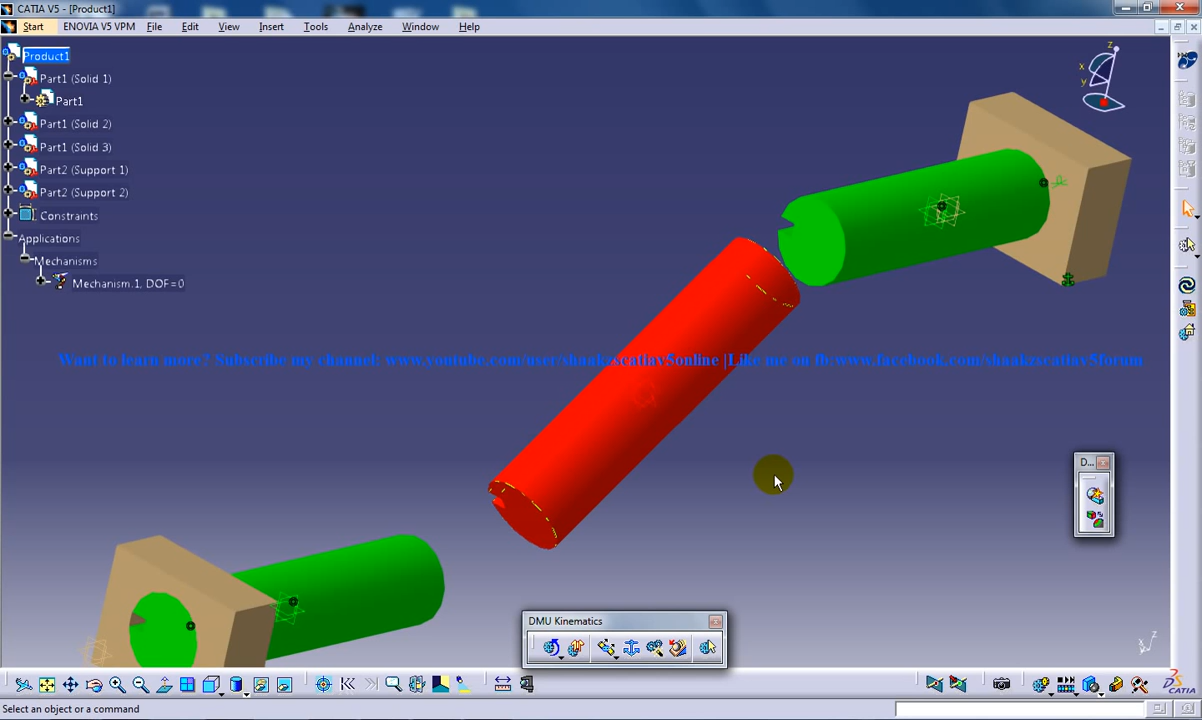 CATIA V5 - [Product1]
Start ENOVIA V5 VPM File Edit View Insert Tools Analyze Window Help
Product1
Part1 (Solid 1)
Part1
Part1 (Solid 2)
Part1 (Solid 3)
Part2 (Support 1)
Part2 (Support 2)
Constraints
Applications
Mechanisms
Mechanism.1, DOF=0
z
x
y
Want to learn more? Subscribe my channel: www.youtube.com/user/shaakzscatiav5online |Like me on fb:www.facebook.com/shaakzscatiav5forum
D...
DMU Kinematics
CATIA
Select an object or a command